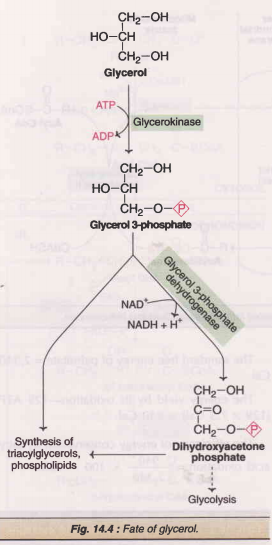 CH₂–OH
HO–CH
CH₂–OH
Glycerol
ATP
Glycerokinase
ADP
CH₂–OH
HO–CH
CH₂–O–P
Glycerol 3-phosphate
Glycerol 3-phosphate
dehydrogenase
NAD⁺
NADH + H⁺
CH₂–OH
C=O
CH₂–O–P
Synthesis of
triacylglycerols,
phospholipids
Dihydroxyacetone
phosphate
Glycolysis
Fig. 14.4 : Fate of glycerol.